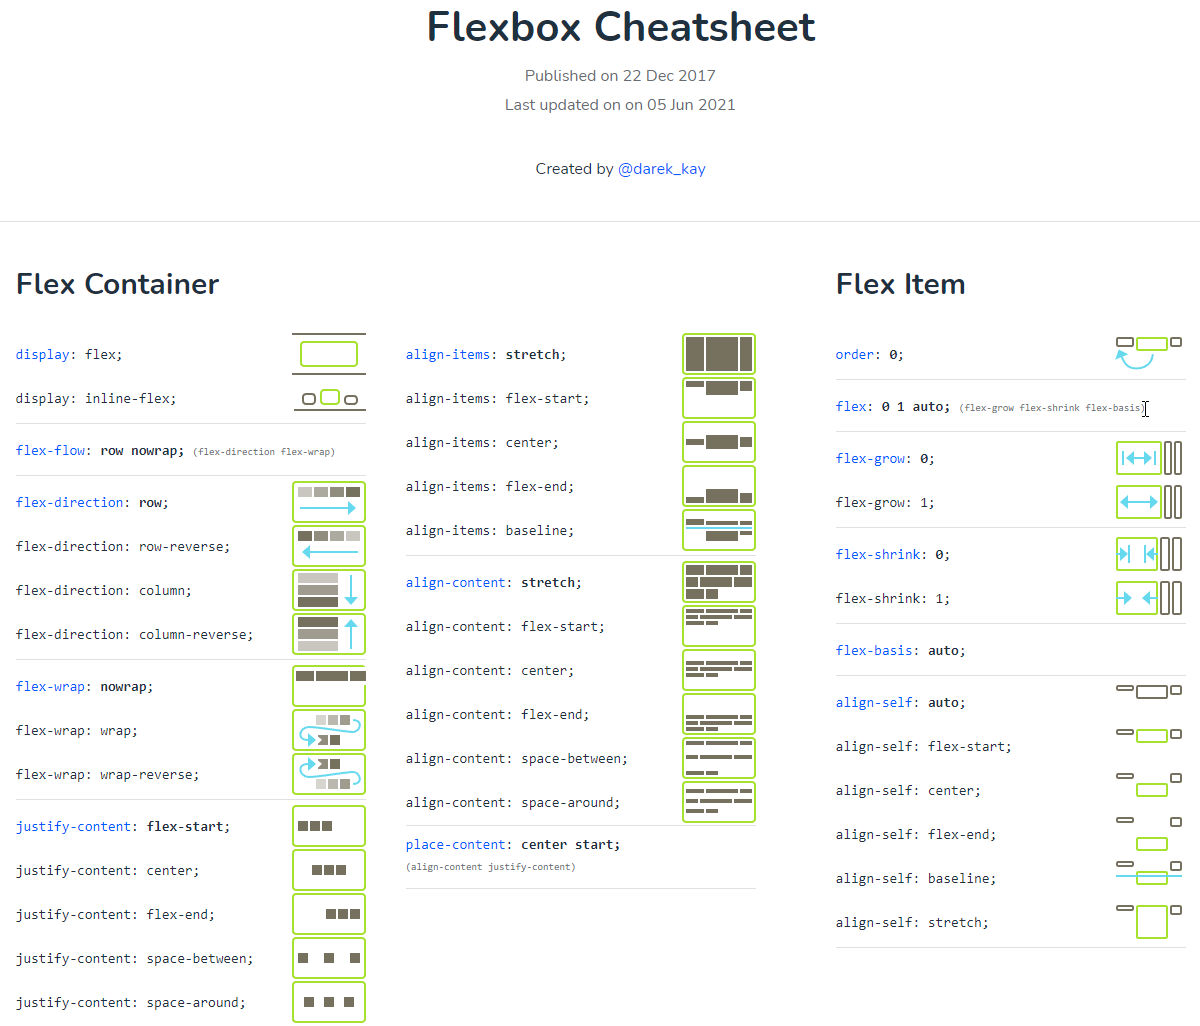 Flexbox Cheatsheet
Published on 22 Dec 2017
Last updated on on 05 Jun 2021
Created by @darek_kay
Flex Container
display: flex;
display: inline-flex;
flex-flow: row nowrap; (flex-direction flex-wrap)
flex-direction: row;
flex-direction: row-reverse;
flex-direction: column;
flex-direction: column-reverse;
flex-wrap: nowrap;
flex-wrap: wrap;
flex-wrap: wrap-reverse;
justify-content: flex-start;
justify-content: center;
justify-content: flex-end;
justify-content: space-between;
justify-content: space-around;
align-items: stretch;
align-items: flex-start;
align-items: center;
align-items: flex-end;
align-items: baseline;
align-content: stretch;
align-content: flex-start;
align-content: center;
align-content: flex-end;
align-content: space-between;
align-content: space-around;
place-content: center start;
(align-content justify-content)
Flex Item
order: 0;
flex: 0 1 auto; (flex-grow flex-shrink flex-basis)
flex-grow: 0;
flex-grow: 1;
flex-shrink: 0;
flex-shrink: 1;
flex-basis: auto;
align-self: auto;
align-self: flex-start;
align-self: center;
align-self: flex-end;
align-self: baseline;
align-self: stretch;